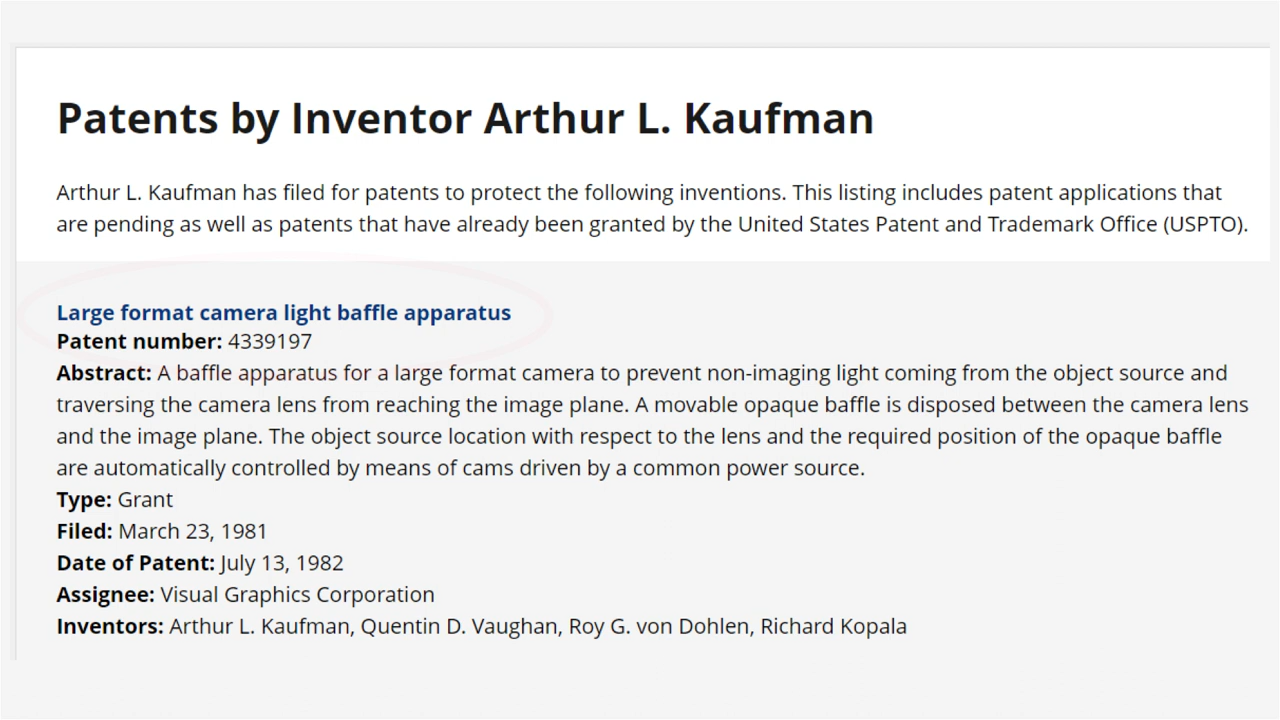 Patents by Inventor Arthur L. Kaufman
Arthur L. Kaufman has filed for patents to protect the following inventions. This listing includes patent applications that
are pending as well as patents that have already been granted by the United States Patent and Trademark Office (USPTO).
Large format camera light baffle apparatus
Patent number: 4339197
Abstract: A baffle apparatus for a large format camera to prevent non-imaging light coming from the object source and
traversing the camera lens from reaching the image plane. A movable opaque baffle is disposed between the camera lens
and the image plane. The object source location with respect to the lens and the required position of the opaque baffle
are automatically controlled by means of cams driven by a common power source.
Type: Grant
Filed: March 23, 1981
Date of Patent: July 13, 1982
Assignee: Visual Graphics Corporation
Inventors: Arthur L. Kaufman, Quentin D. Vaughan, Roy G. von Dohlen, Richard Kopala